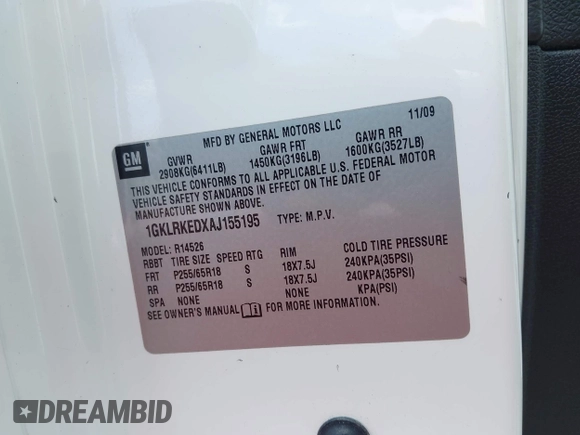 MFD BY GENERAL MOTORS LLC 11/09
GM GVWR GAWR FRT GAWR RR
2908KG(6411LB) 1450KG(3196LB) 1600KG(3527LB)
THIS VEHICLE CONFORMS TO ALL APPLICABLE U.S. FEDERAL MOTOR
VEHICLE SAFETY STANDARDS IN EFFECT ON THE DATE OF
MANUFACTURE SHOWN ABOVE.
1GKLRKEDXAJ155195 TYPE: M.P.V.
MODEL: R14526
RBBT TIRE SIZE SPEED RTG RIM COLD TIRE PRESSURE
FRT P255/65R18 S 18X7.5J 240KPA(35PSI)
RR P255/65R18 S 18X7.5J 240KPA(35PSI)
SPA NONE NONE KPA(PSI)
SEE OWNER'S MANUAL FOR MORE INFORMATION.
DREAMBID